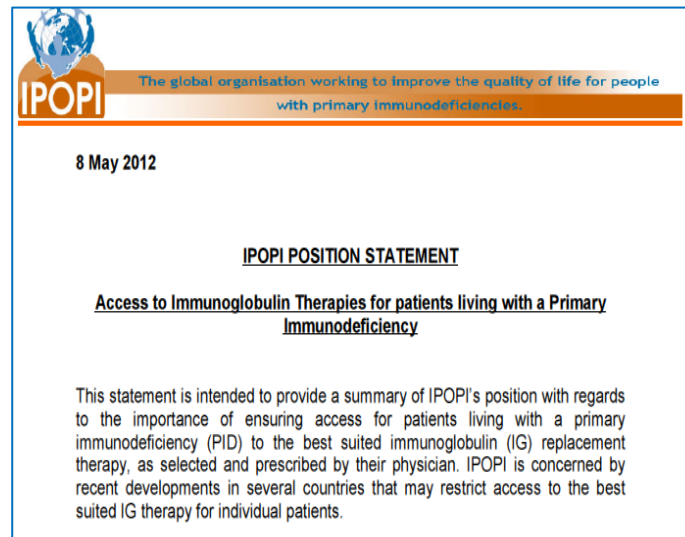 IPOPI
The global organisation working to improve the quality of life for people
with primary immunodeficiencies.
8 May 2012
IPOPI POSITION STATEMENT
Access to Immunoglobulin Therapies for patients living with a Primary
Immunodeficiency
This statement is intended to provide a summary of IPOPI's position with regards
to the importance of ensuring access for patients living with a primary
immunodeficiency (PID) to the best suited immunoglobulin (IG) replacement
therapy, as selected and prescribed by their physician. IPOPI is concerned by
recent developments in several countries that may restrict access to the best
suited IG therapy for individual patients.